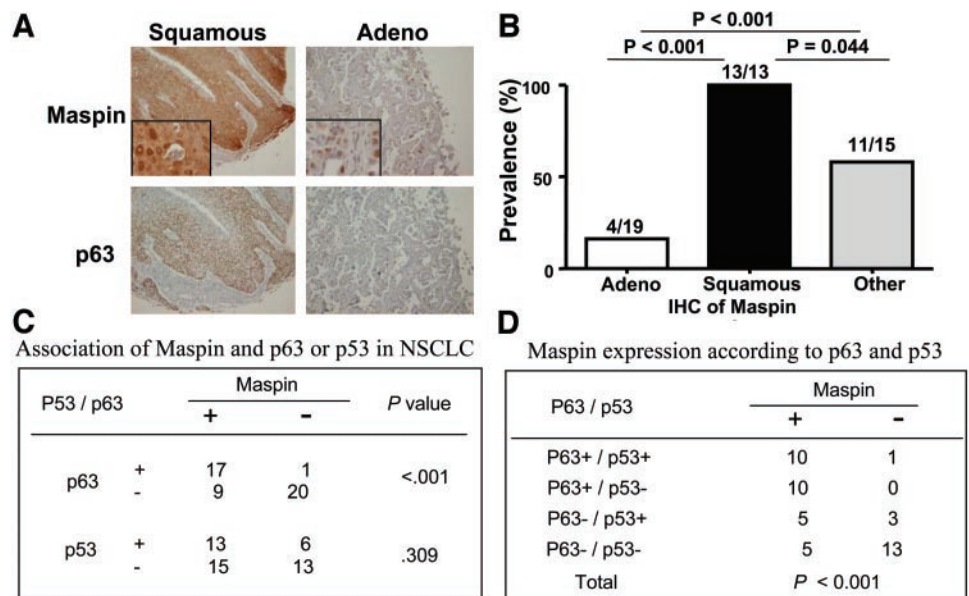 A
Squamous
Adeno
Maspin
p63
B
P < 0.001
P < 0.001
P = 0.044
Prevalence (%)
100
50
0
4/19
13/13
11/15
Adeno
Squamous
Other
IHC of Maspin
C
Association of Maspin and p63 or p53 in NSCLC
P53 / p63
Maspin
P value
+ -
p63 + 17 1 <.001
- 9 20
p53 + 13 6 .309
- 15 13
D
Maspin expression according to p63 and p53
P63 / p53
Maspin
+ -
P63+ / p53+ 10 1
P63+ / p53- 10 0
P63- / p53+ 5 3
P63- / p53- 5 13
Total P < 0.001